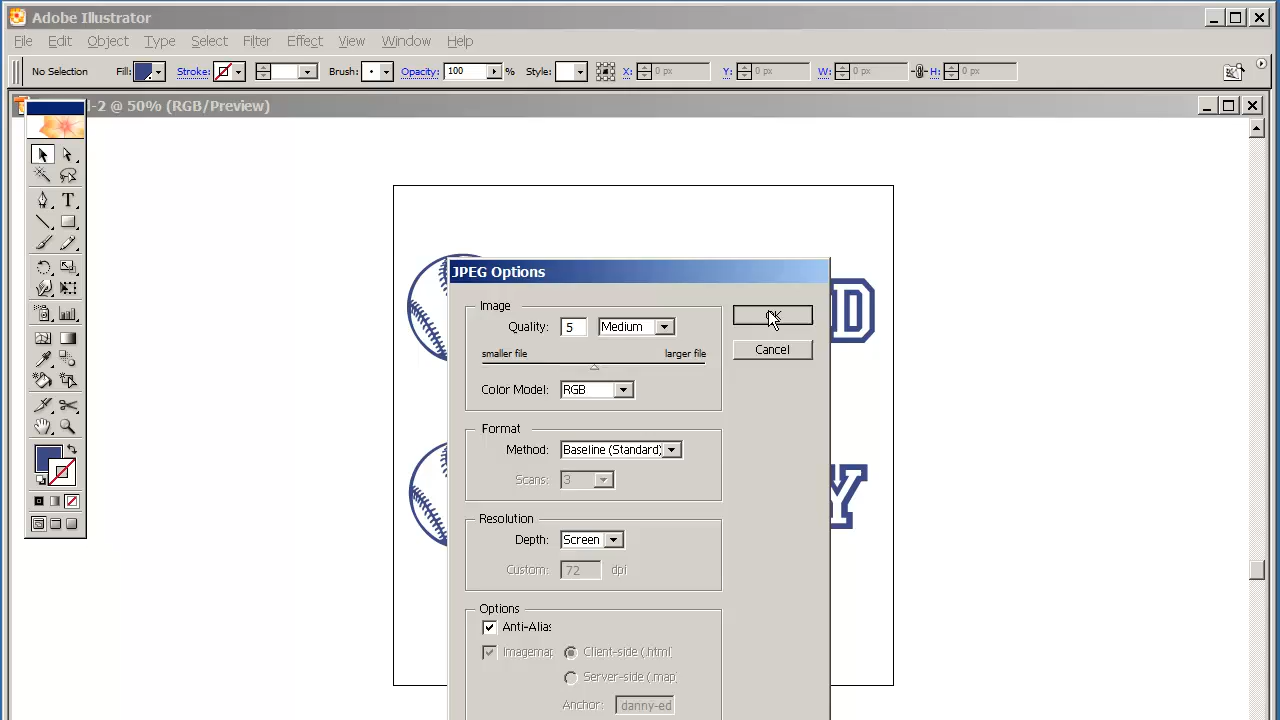 Adobe Illustrator
File Edit Object Type Select Filter Effect View Window Help
No Selection Fill: Stroke: Brush: Opacity: 100 % Style: X: 0 px Y: 0 px W: 0 px H: 0 px
-2 @ 50% (RGB/Preview)
T
D
Y
JPEG Options
Image
Quality: 5 Medium
smaller file larger file
Color Model: RGB
OK
Cancel
Format
Method: Baseline (Standard)
Scans: 3
Resolution
Depth: Screen
Custom: 72 dpi
Options
Anti-Alias
Imagemap Client-side (.html)
Server-side (.map)
Anchor: danny-ed